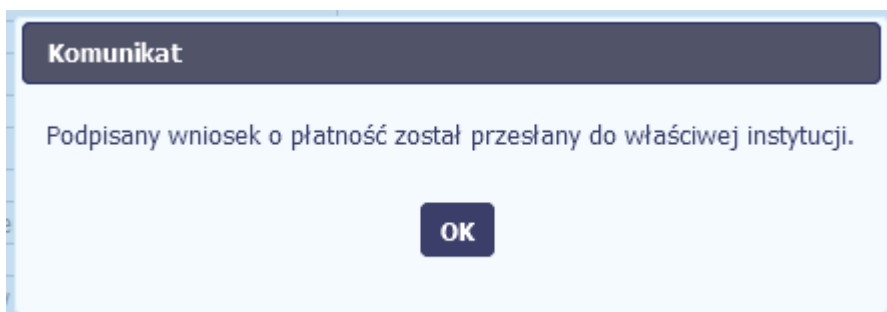 Komunikat
Podpisany wniosek o płatność został przesłany do właściwej instytucji.
OK